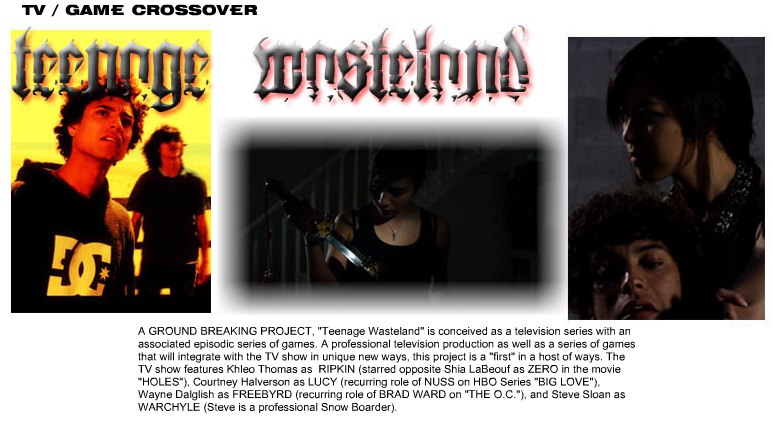 TV / GAME CROSSOVER
teenage wasteland
DC
A GROUND BREAKING PROJECT, "Teenage Wasteland" is conceived as a television series with an
associated episodic series of games. A professional television production as well as a series of games
that will integrate with the TV show in unique new ways, this project is a "first" in a host of ways. The
TV show features Khleo Thomas as  RIPKIN (starred opposite Shia LaBeouf as ZERO in the movie
"HOLES"), Courtney Halverson as LUCY (recurring role of NUSS on HBO Series "BIG LOVE"),
Wayne Dalglish as FREEBYRD (recurring role of BRAD WARD on "THE O.C."), and Steve Sloan as
WARCHYLE (Steve is a professional Snow Boarder).